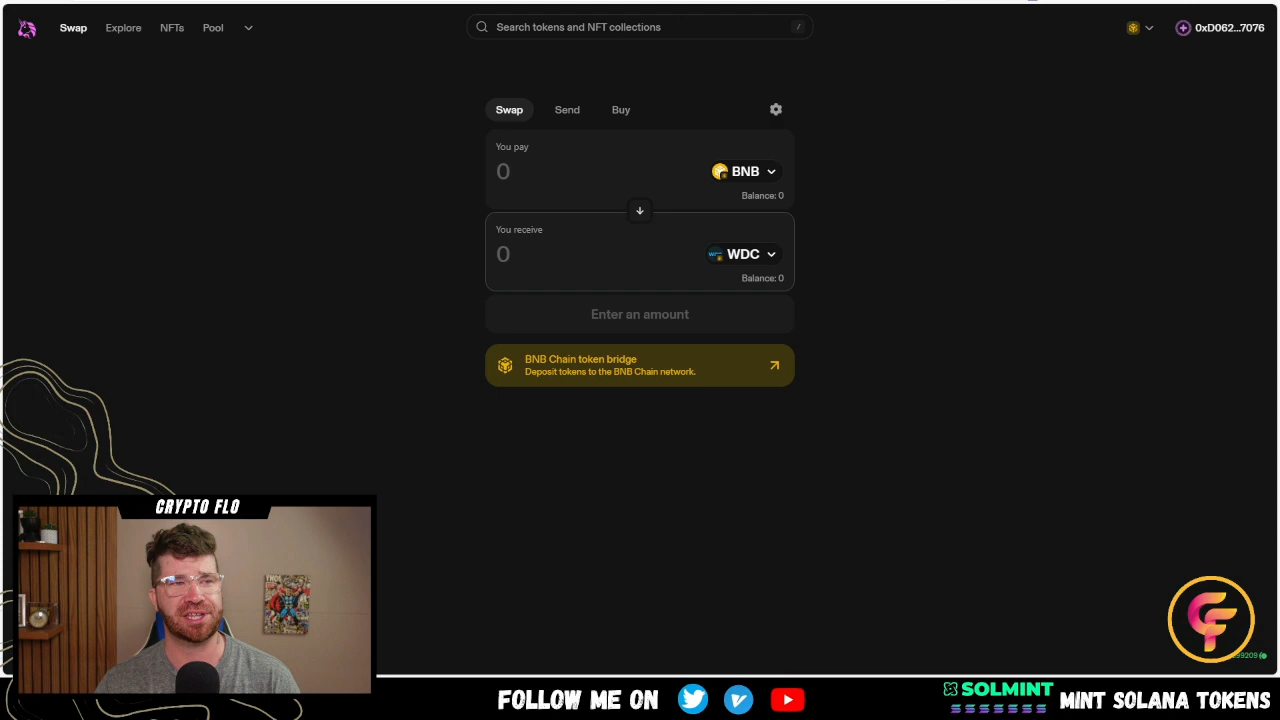 Swap
Explore
NFTs
Pool
Search tokens and NFT collections
/
0xD062...7076
Swap
Send
Buy
You pay
0
BNB
Balance: 0
You receive
0
WDC
Balance: 0
Enter an amount
BNB Chain token bridge
Deposit tokens to the BNB Chain network.
CRYPTO FLO
FOLLOW ME ON
SOLMINT
MINT SOLANA TOKENS